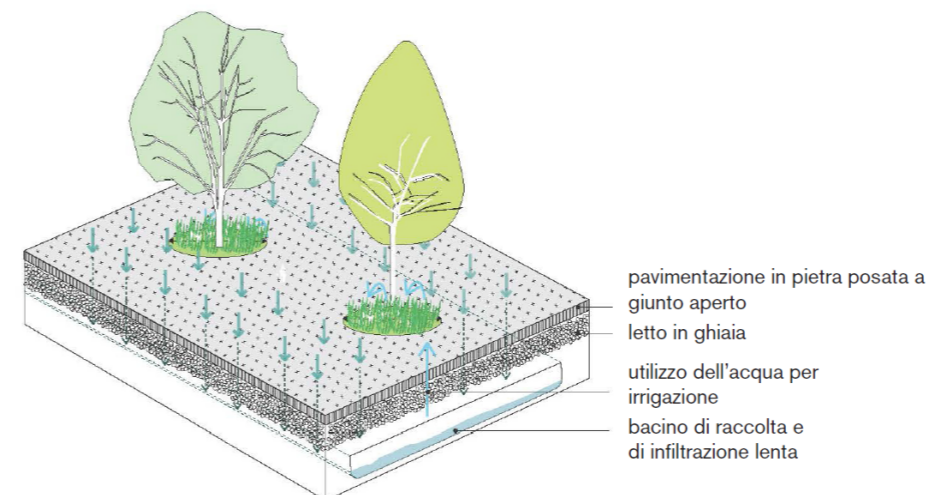 pavimentazione in pietra posata a
giunto aperto
letto in ghiaia
utilizzo dell'acqua per
irrigazione
bacino di raccolta e
di infiltrazione lenta